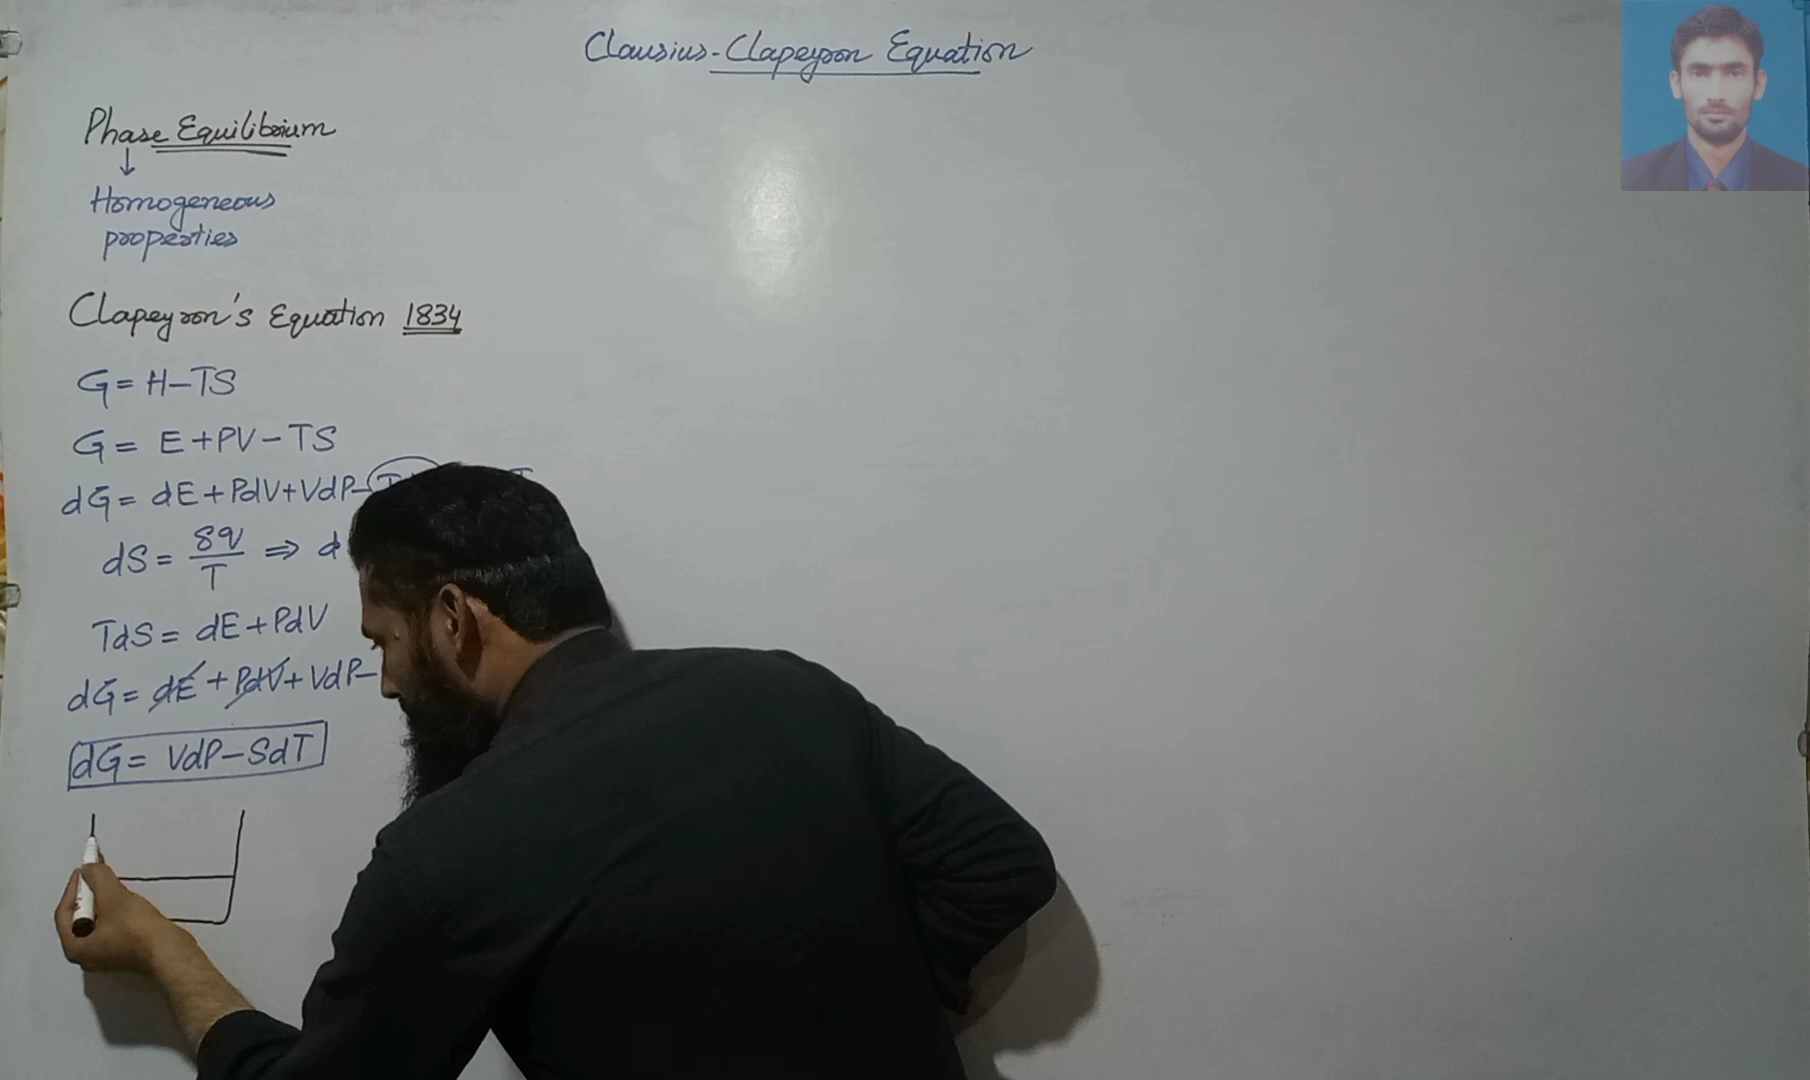 Clausius-Clapeyron Equation
Phase Equilibrium
↓
Homogeneous
properties
Clapeyron's Equation 1834
G = H-TS
G = E+PV-TS
dG = dE+PdV+VdP-
dS = δq/T ⇒ d
TdS = dE+PdV
dG = dE + PdV + VdP-
dG = VdP-SdT